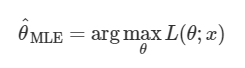 θ̂_MLE = arg max_θ L(θ; x)